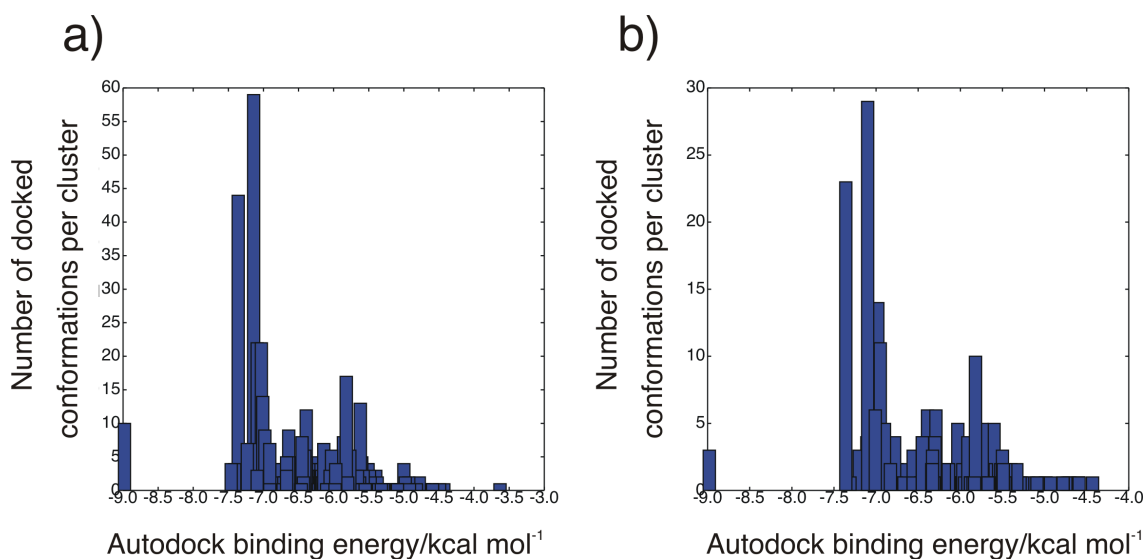 a)
b)
60
55
50
45
40
35
30
25
20
15
10
5
0
-9.0 -8.5 -8.0 -7.5 -7.0 -6.5 -6.0 -5.5 -5.0 -4.5 -4.0 -3.5 -3.0
Number of docked
conformations per cluster
Autodock binding energy/kcal mol-1
30
25
20
15
10
5
0
-9.0 -8.5 -8.0 -7.5 -7.0 -6.5 -6.0 -5.5 -5.0 -4.5 -4.0
Number of docked
conformations per cluster
Autodock binding energy/kcal mol-1